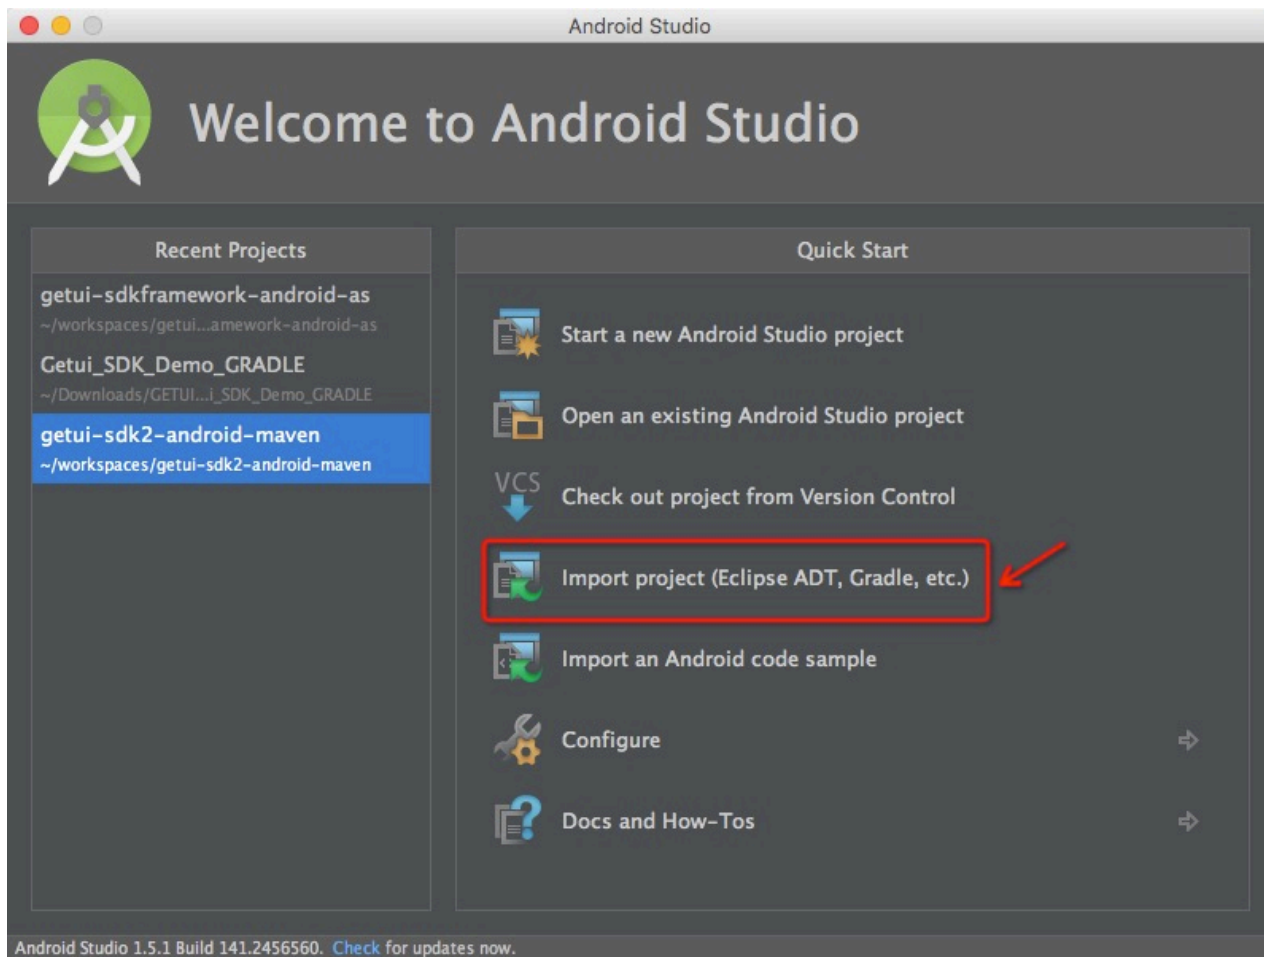 Android Studio
Welcome to Android Studio
Recent Projects
getui-sdkframework-android-as
~/workspaces/getui...amework-android-as
Getui_SDK_Demo_GRADLE
~/Downloads/GETUI...i_SDK_Demo_GRADLE
getui-sdk2-android-maven
~/workspaces/getui-sdk2-android-maven
Quick Start
Start a new Android Studio project
Open an existing Android Studio project
VCS
Check out project from Version Control
Import project (Eclipse ADT, Gradle, etc.)
Import an Android code sample
Configure
Docs and How-Tos
Android Studio 1.5.1 Build 141.2456560. Check for updates now.